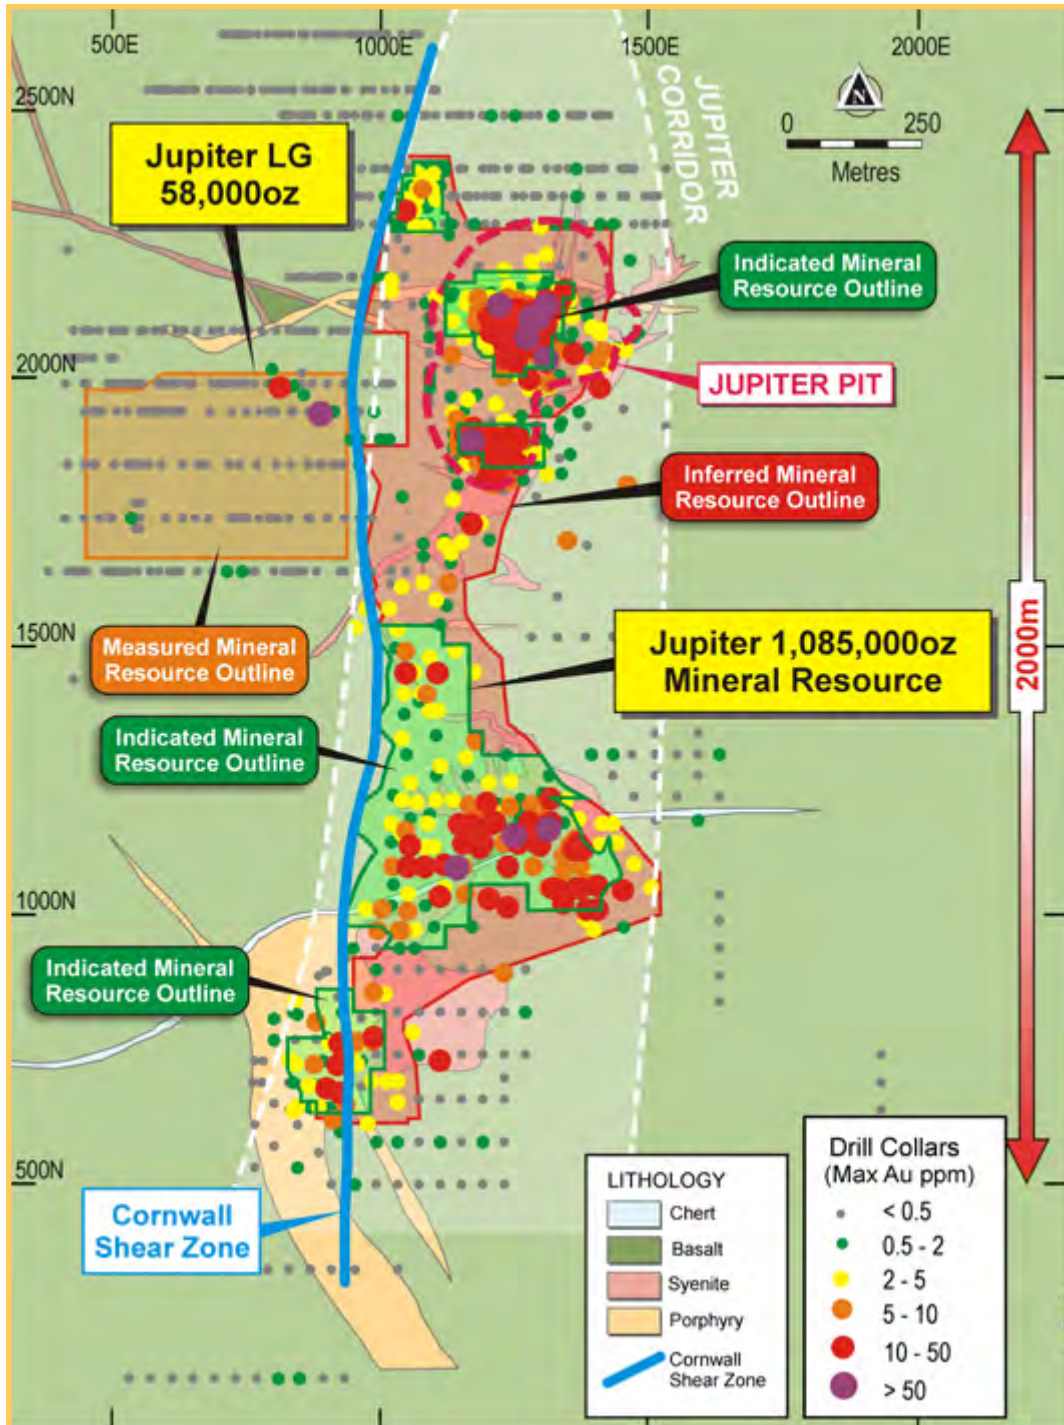 500E
1000E
1500E
2000E
2500N
2000N
1500N
1000N
500N
JUPITER
CORRIDOR
N
0
250
Metres
Jupiter LG
58,000oz
Indicated Mineral
Resource Outline
JUPITER PIT
Inferred Mineral
Resource Outline
Measured Mineral
Resource Outline
Jupiter 1,085,000oz
Mineral Resource
2000m
Indicated Mineral
Resource Outline
Indicated Mineral
Resource Outline
Cornwall
Shear Zone
LITHOLOGY
Chert
Basalt
Syenite
Porphyry
Cornwall
Shear Zone
Drill Collars
(Max Au ppm)
< 0.5
0.5 - 2
2 - 5
5 - 10
10 - 50
> 50